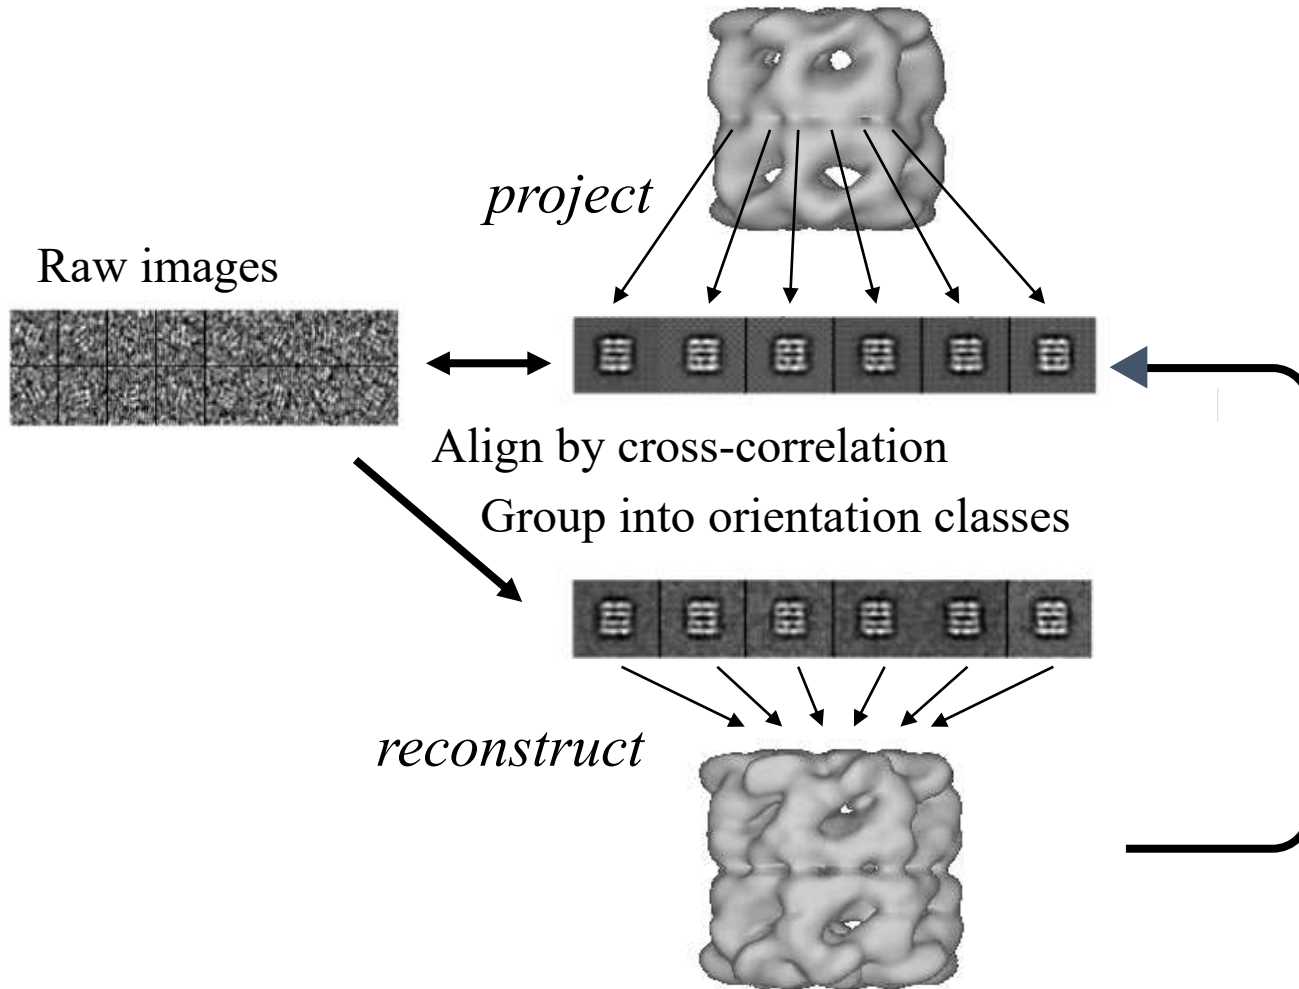 project
Raw images
Align by cross-correlation
Group into orientation classes
reconstruct